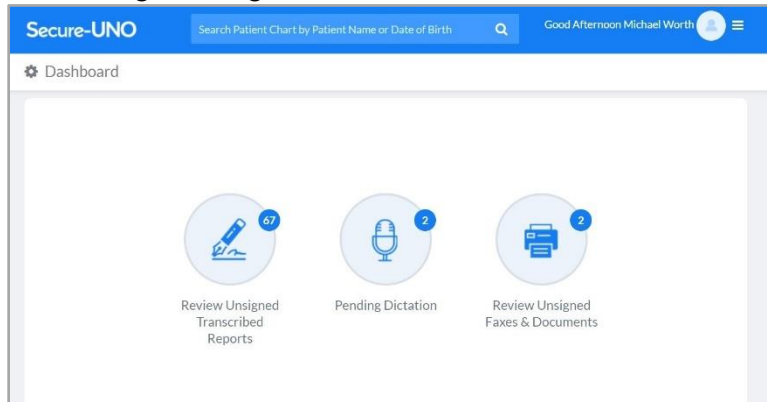 Secure-UNO
Search Patient Chart by Patient Name or Date of Birth
Good Afternoon Michael Worth
Dashboard
67
2
2
Review Unsigned
Transcribed
Reports
Pending Dictation
Review Unsigned
Faxes & Documents